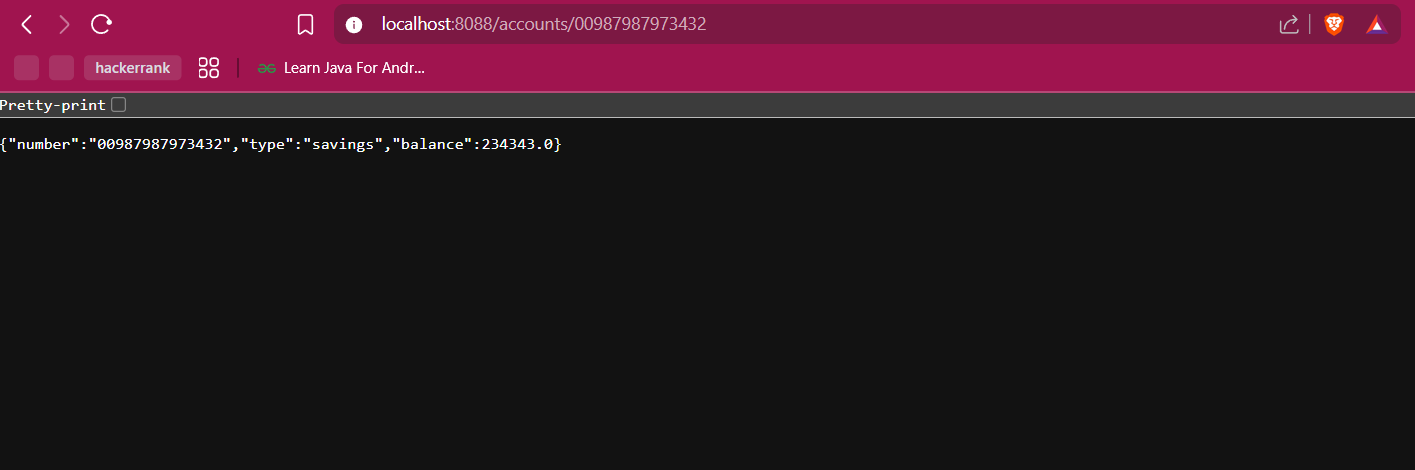 localhost:8088/accounts/00987987973432
hackerrank Learn Java For Andr...
Pretty-print
{"number":"00987987973432","type":"savings","balance":234343.0}